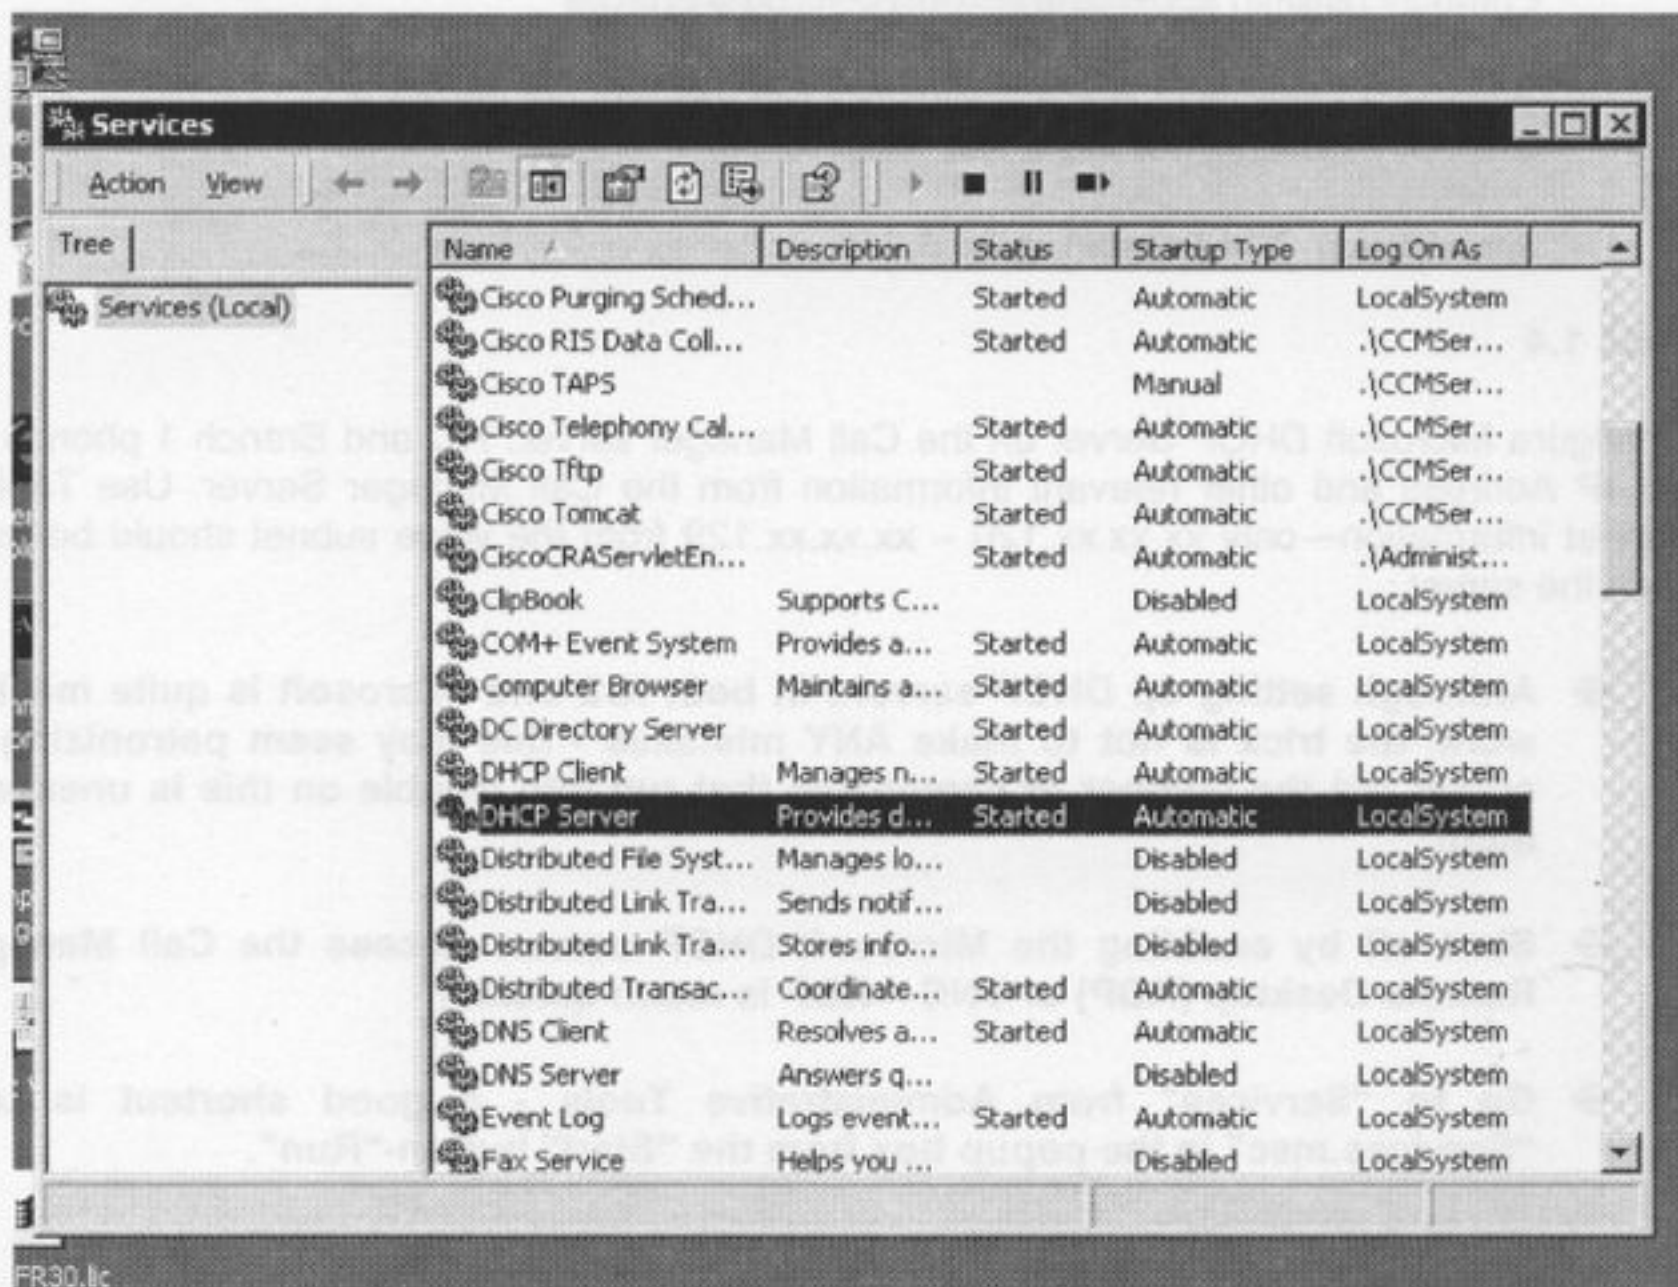 Services
Action View
Tree
Name Description Status Startup Type Log On As
Services (Local)
Cisco Purging Sched... Started Automatic LocalSystem
Cisco RIS Data Coll... Started Automatic .\CCMSer...
Cisco TAPS Manual .\CCMSer...
Cisco Telephony Cal... Started Automatic .\CCMSer...
Cisco Tftp Started Automatic .\CCMSer...
Cisco Tomcat Started Automatic .\CCMSer...
CiscoCRAServletEn... Started Automatic .\Administ...
ClipBook Supports C... Disabled LocalSystem
COM+ Event System Provides a... Started Automatic LocalSystem
Computer Browser Maintains a... Started Automatic LocalSystem
DC Directory Server Started Automatic LocalSystem
DHCP Client Manages n... Started Automatic LocalSystem
DHCP Server Provides d... Started Automatic LocalSystem
Distributed File Syst... Manages lo... Disabled LocalSystem
Distributed Link Tra... Sends notif... Disabled LocalSystem
Distributed Link Tra... Stores info... Disabled LocalSystem
Distributed Transac... Coordinate... Started Automatic LocalSystem
DNS Client Resolves a... Started Automatic LocalSystem
DNS Server Answers q... Disabled LocalSystem
Event Log Logs event... Started Automatic LocalSystem
Fax Service Helps you ... Disabled LocalSystem
FR30.lic